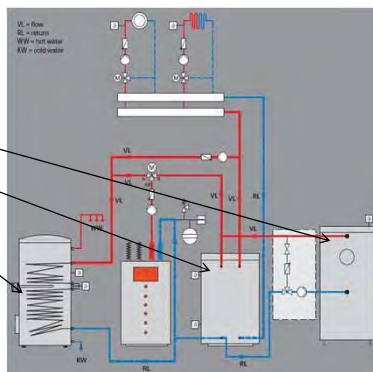 VL = flow
RL = return
WW = hot water
KW = cold water
M
M
M
VL
VL
VL
VL
VL
RL
VL
WW
KW
RL
RL